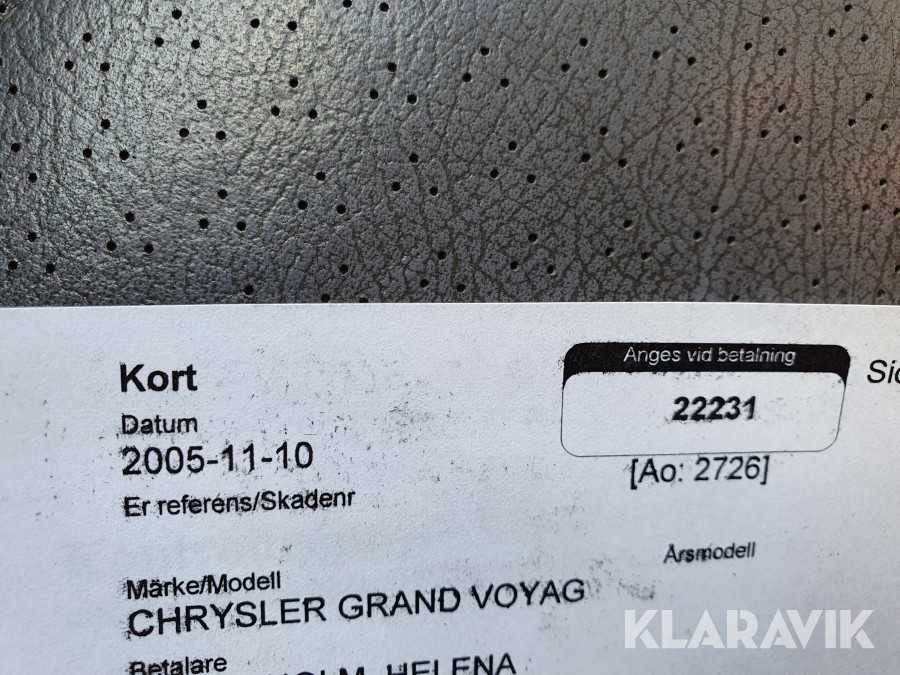 Kort
Anges vid betalning
Datum
22231
2005-11-10
[Ao: 2726]
Er referens/Skadenr
Årsmodell
Märke/Modell
CHRYSLER GRAND VOYAG
Betalare
HELENA
KLARAVIK